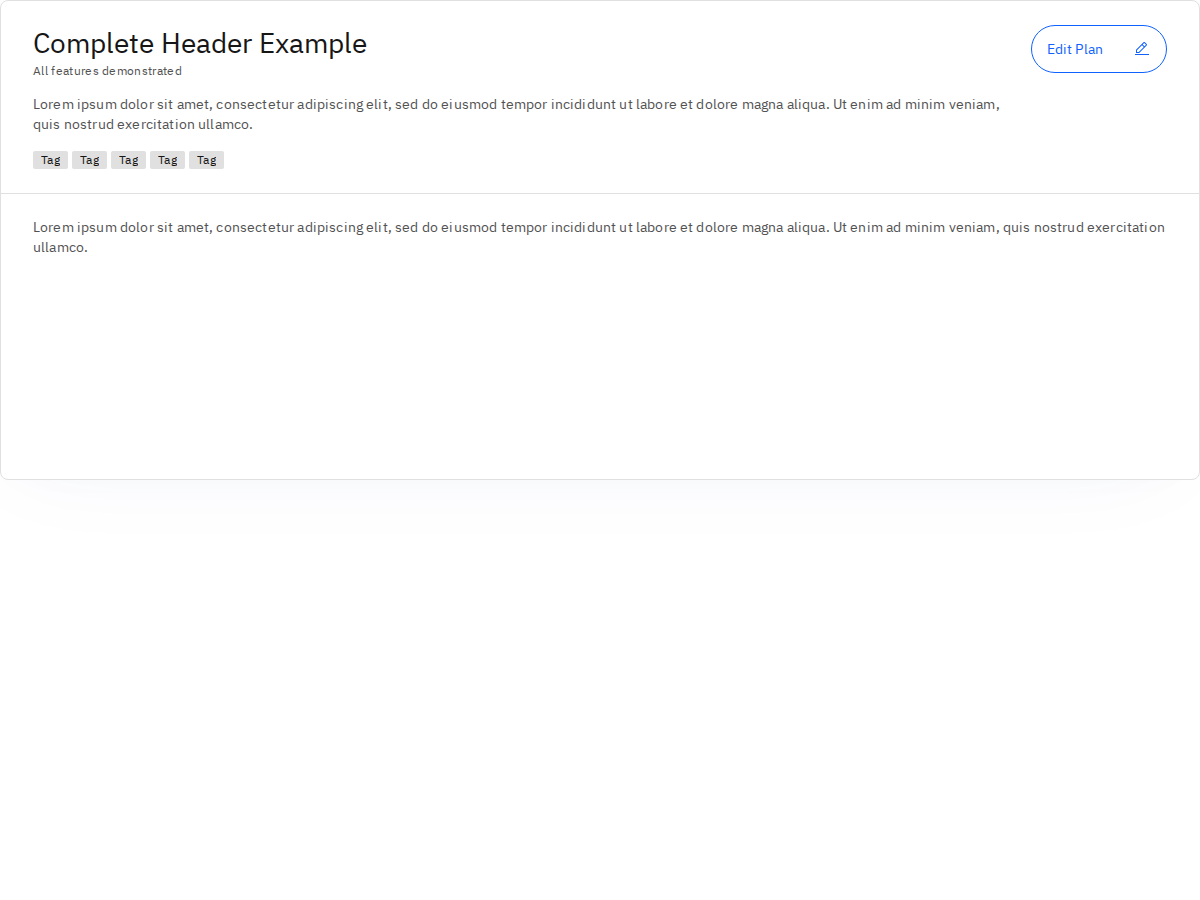 Complete Header Example
Edit Plan
All features demonstrated
Lorem ipsum dolor sit amet, consectetur adipiscing elit, sed do eiusmod tempor incididunt ut labore et dolore magna aliqua. Ut enim ad minim veniam,
quis nostrud exercitation ullamco.
Tag Tag Tag Tag Tag
Lorem ipsum dolor sit amet, consectetur adipiscing elit, sed do eiusmod tempor incididunt ut labore et dolore magna aliqua. Ut enim ad minim veniam, quis nostrud exercitation
ullamco.